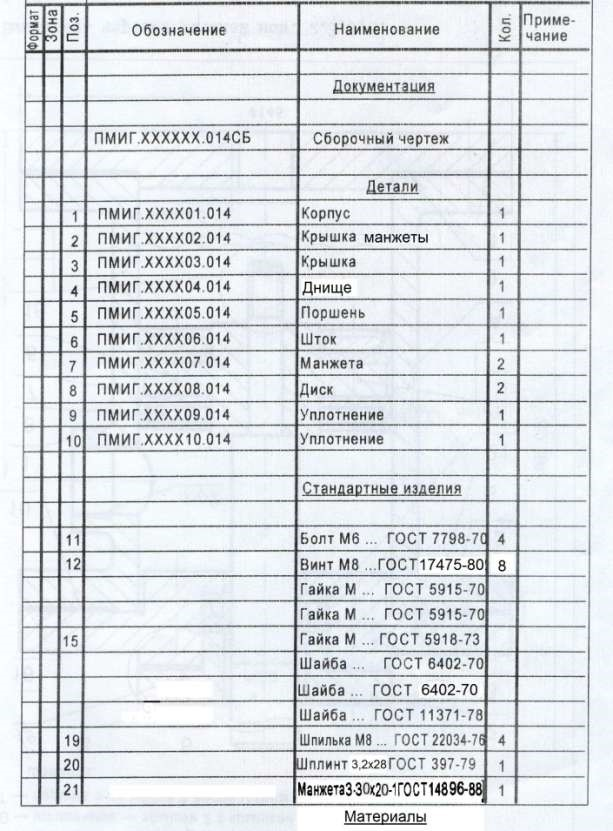 Формат
Зона
Поз.
Обозначение
Наименование
Кол.
Приме-
чание
Документация
ПМИГ.XXXXXX.014СБ Сборочный чертеж
Детали
1 ПМИГ.XXXX01.014 Корпус 1
2 ПМИГ.XXXX02.014 Крышка манжеты 1
3 ПМИГ.XXXX03.014 Крышка 1
4 ПМИГ.XXXX04.014 Днище 1
5 ПМИГ.XXXX05.014 Поршень 1
6 ПМИГ.XXXX06.014 Шток 1
7 ПМИГ.XXXX07.014 Манжета 2
8 ПМИГ.XXXX08.014 Диск 2
9 ПМИГ.XXXX09.014 Уплотнение 1
10 ПМИГ.XXXX10.014 Уплотнение 1
Стандартные изделия
11 Болт М6 ... ГОСТ 7798-70 4
12 Винт М8 ...ГОСТ17475-80 8
Гайка М ... ГОСТ 5915-70
Гайка М ... ГОСТ 5915-70
15 Гайка М ... ГОСТ 5918-73
Шайба ... ГОСТ 6402-70
Шайба ... ГОСТ 6402-70
Шайба ... ГОСТ 11371-78
19 Шпилька М8 ... ГОСТ 22034-76 4
20 Шплинт 3,2x28 ГОСТ 397-79 1
21 Манжета3-30x20-1ГОСТ14896-88 1
Материалы